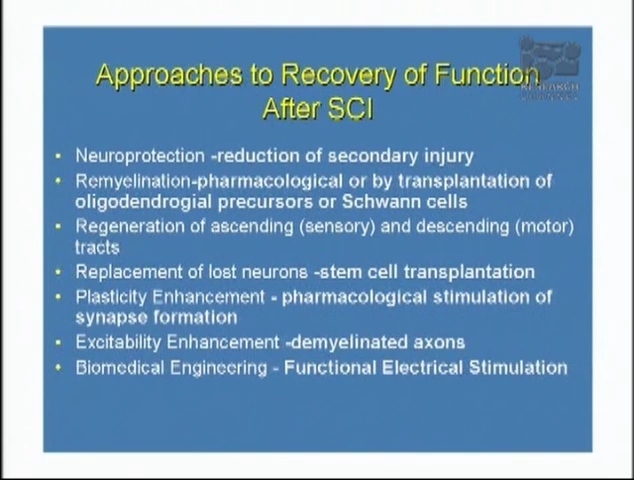 Approaches to Recovery of Function
After SCI
• Neuroprotection -reduction of secondary injury
• Remyelination-pharmacological or by transplantation of
oligodendrogial precursors or Schwann cells
• Regeneration of ascending (sensory) and descending (motor)
tracts
• Replacement of lost neurons -stem cell transplantation
• Plasticity Enhancement - pharmacological stimulation of
synapse formation
• Excitability Enhancement -demyelinated axons
• Biomedical Engineering - Functional Electrical Stimulation
RESEARCH